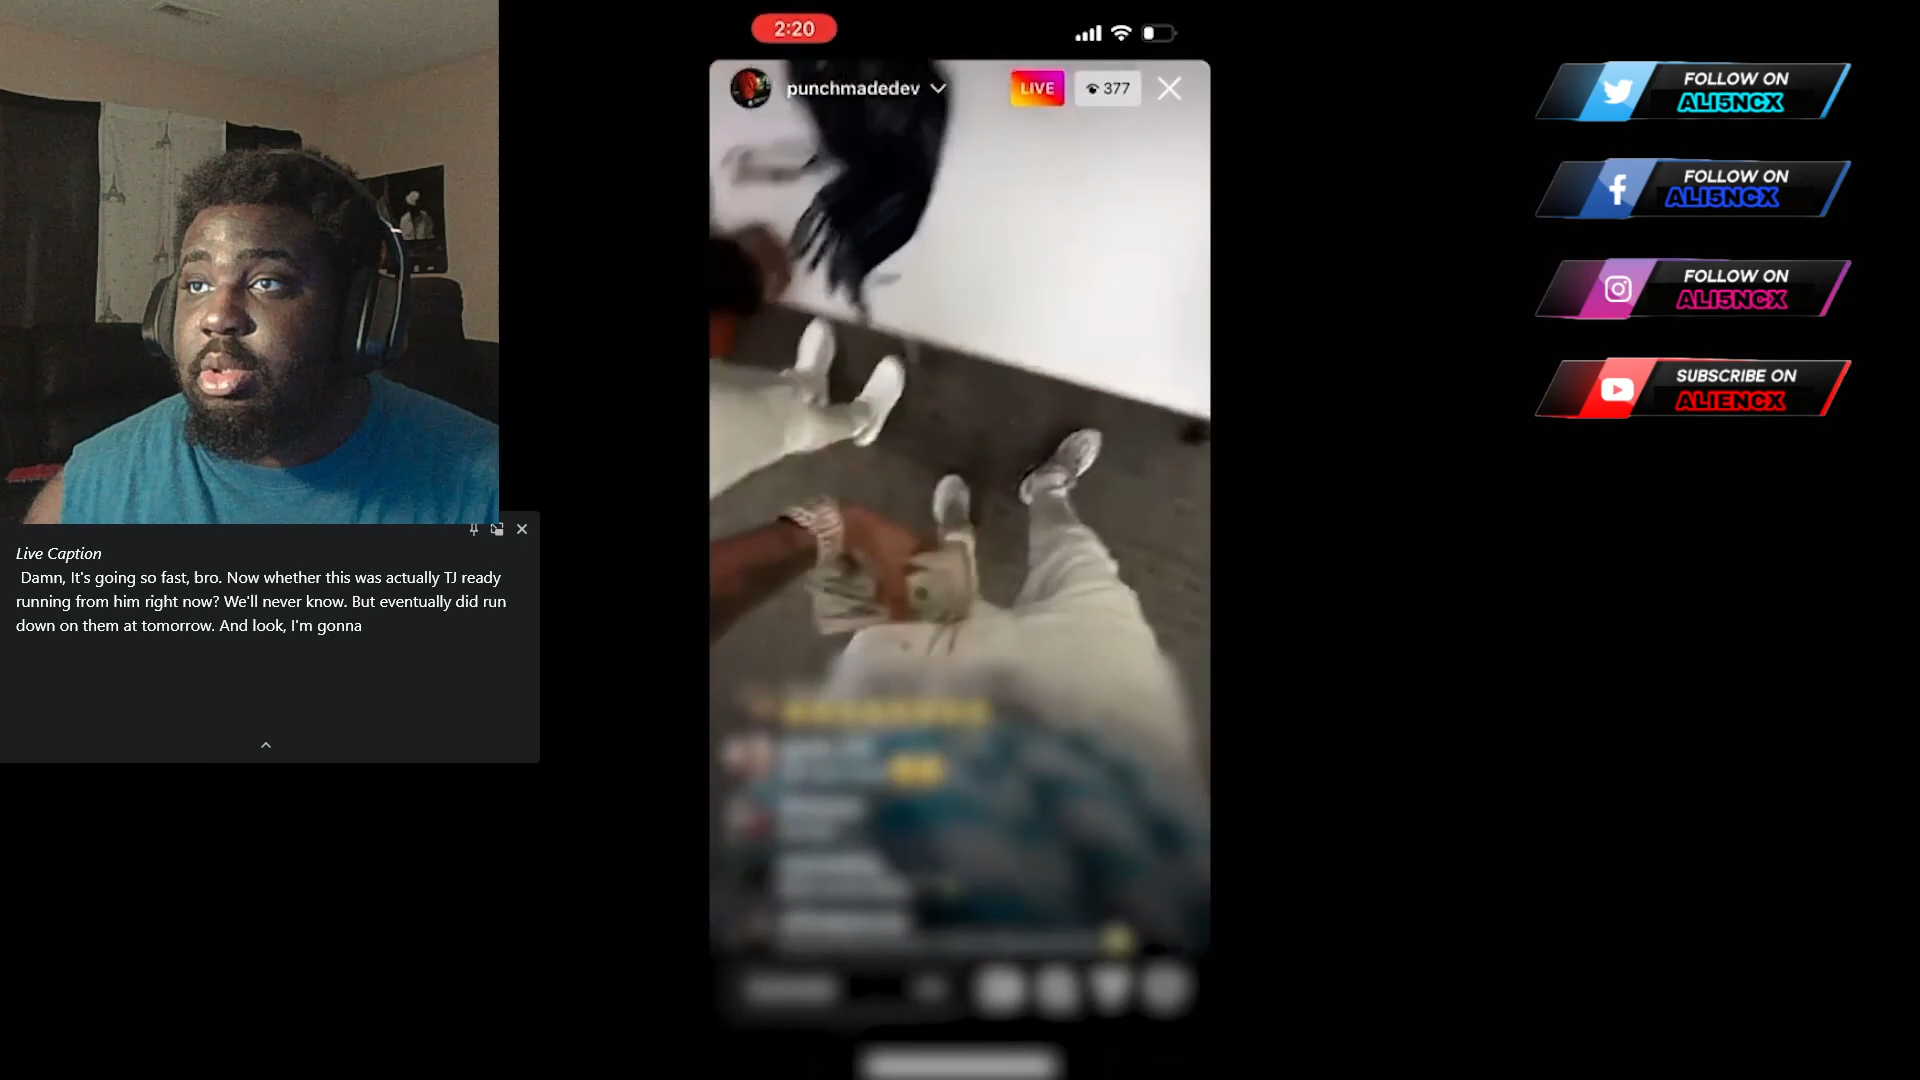 2:20
punchmadedev
LIVE
377
FOLLOW ON
ALI5NCX
FOLLOW ON
ALI5NCX
FOLLOW ON
ALI5NCX
SUBSCRIBE ON
ALIENCX
Live Caption
Damn, It's going so fast, bro. Now whether this was actually TJ ready
running from him right now? We'll never know. But eventually did run
down on them at tomorrow. And look, I'm gonna